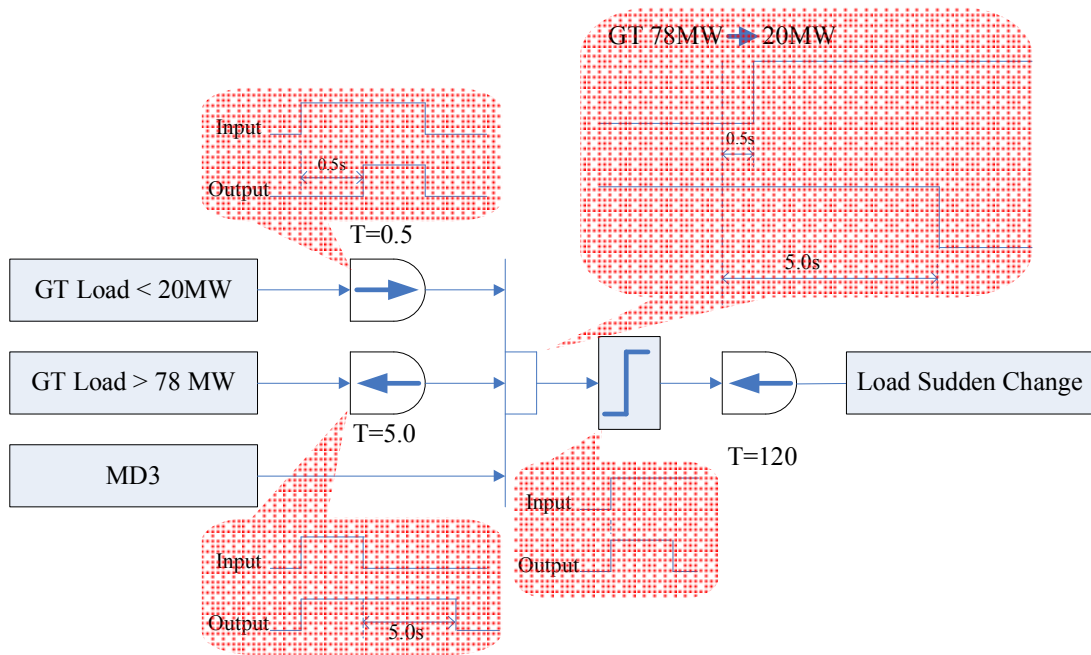 GT 78MW 20MW
0.5s
5.0s
Input
0.5s
Output
T=0.5
GT Load < 20MW
GT Load > 78 MW
T=5.0
MD3
Load Sudden Change
T=120
Input
Output
5.0s
Input
Output